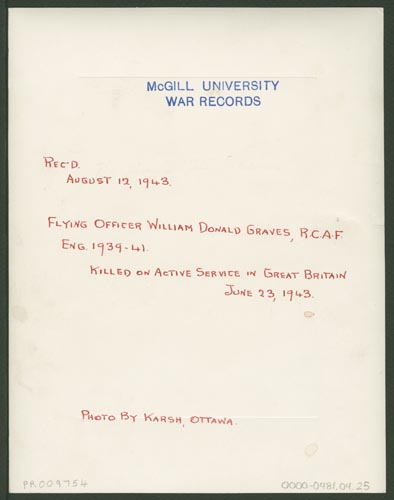 McGILL UNIVERSITY
WAR RECORDS
REC-D.
AUGUST 12, 1943.
FLYING OFFICER WILLIAM DONALD GRAVES, R.C.A.F.
ENG. 1939-41.
KILLED ON ACTIVE SERVICE IN GREAT BRITAIN
JUNE 23, 1943.
PHOTO BY KARSH, OTTAWA.
PR009754
0000-0481.04.25